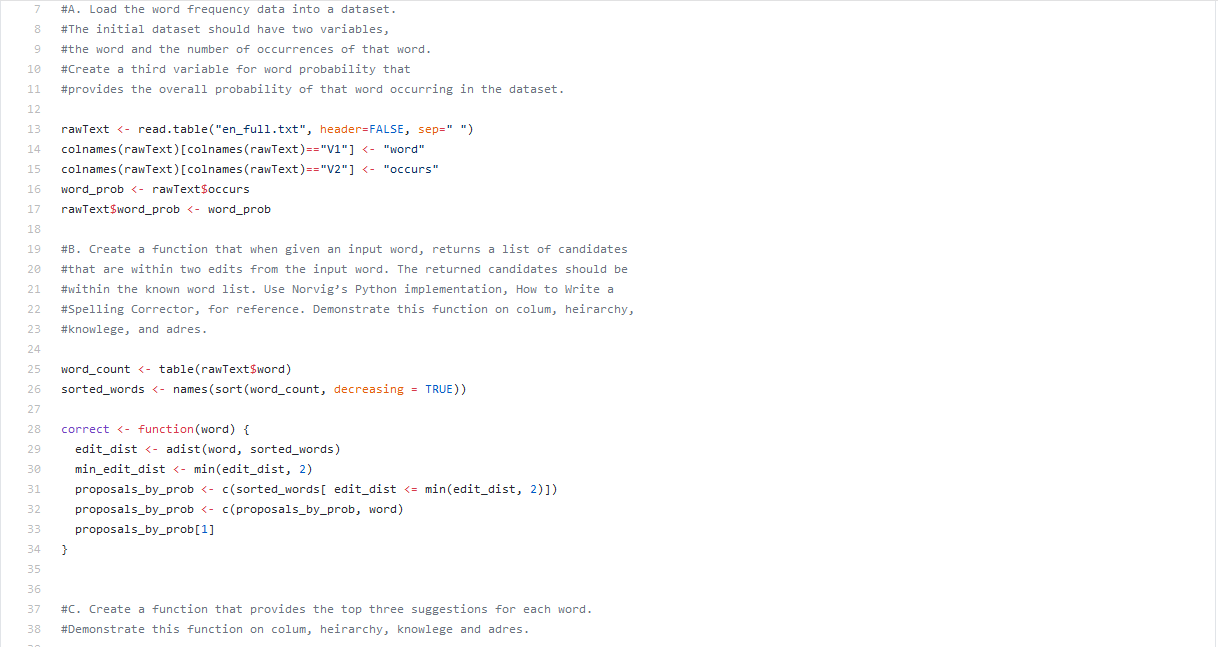 7 #A. Load the word frequency data into a dataset.
8 #The initial dataset should have two variables,
9 #the word and the number of occurrences of that word.
10 #Create a third variable for word probability that
11 #provides the overall probability of that word occurring in the dataset.
12
13 rawText <- read.table("en_full.txt", header=FALSE, sep=" ")
14 colnames(rawText)[colnames(rawText)=="V1"] <- "word"
15 colnames(rawText)[colnames(rawText)=="V2"] <- "occurs"
16 word_prob <- rawText$occurs
17 rawText$word_prob <- word_prob
18
19 #B. Create a function that when given an input word, returns a list of candidates
20 #that are within two edits from the input word. The returned candidates should be
21 #within the known word list. Use Norvig’s Python implementation, How to Write a
22 #Spelling Corrector, for reference. Demonstrate this function on colum, heirarchy,
23 #knowlege, and adres.
24
25 word_count <- table(rawText$word)
26 sorted_words <- names(sort(word_count, decreasing = TRUE))
27
28 correct <- function(word) {
29   edit_dist <- adist(word, sorted_words)
30   min_edit_dist <- min(edit_dist, 2)
31   proposals_by_prob <- c(sorted_words[ edit_dist <= min(edit_dist, 2)])
32   proposals_by_prob <- c(proposals_by_prob, word)
33   proposals_by_prob[1]
34 }
35
36
37 #C. Create a function that provides the top three suggestions for each word.
38 #Demonstrate this function on colum, heirarchy, knowlege and adres.